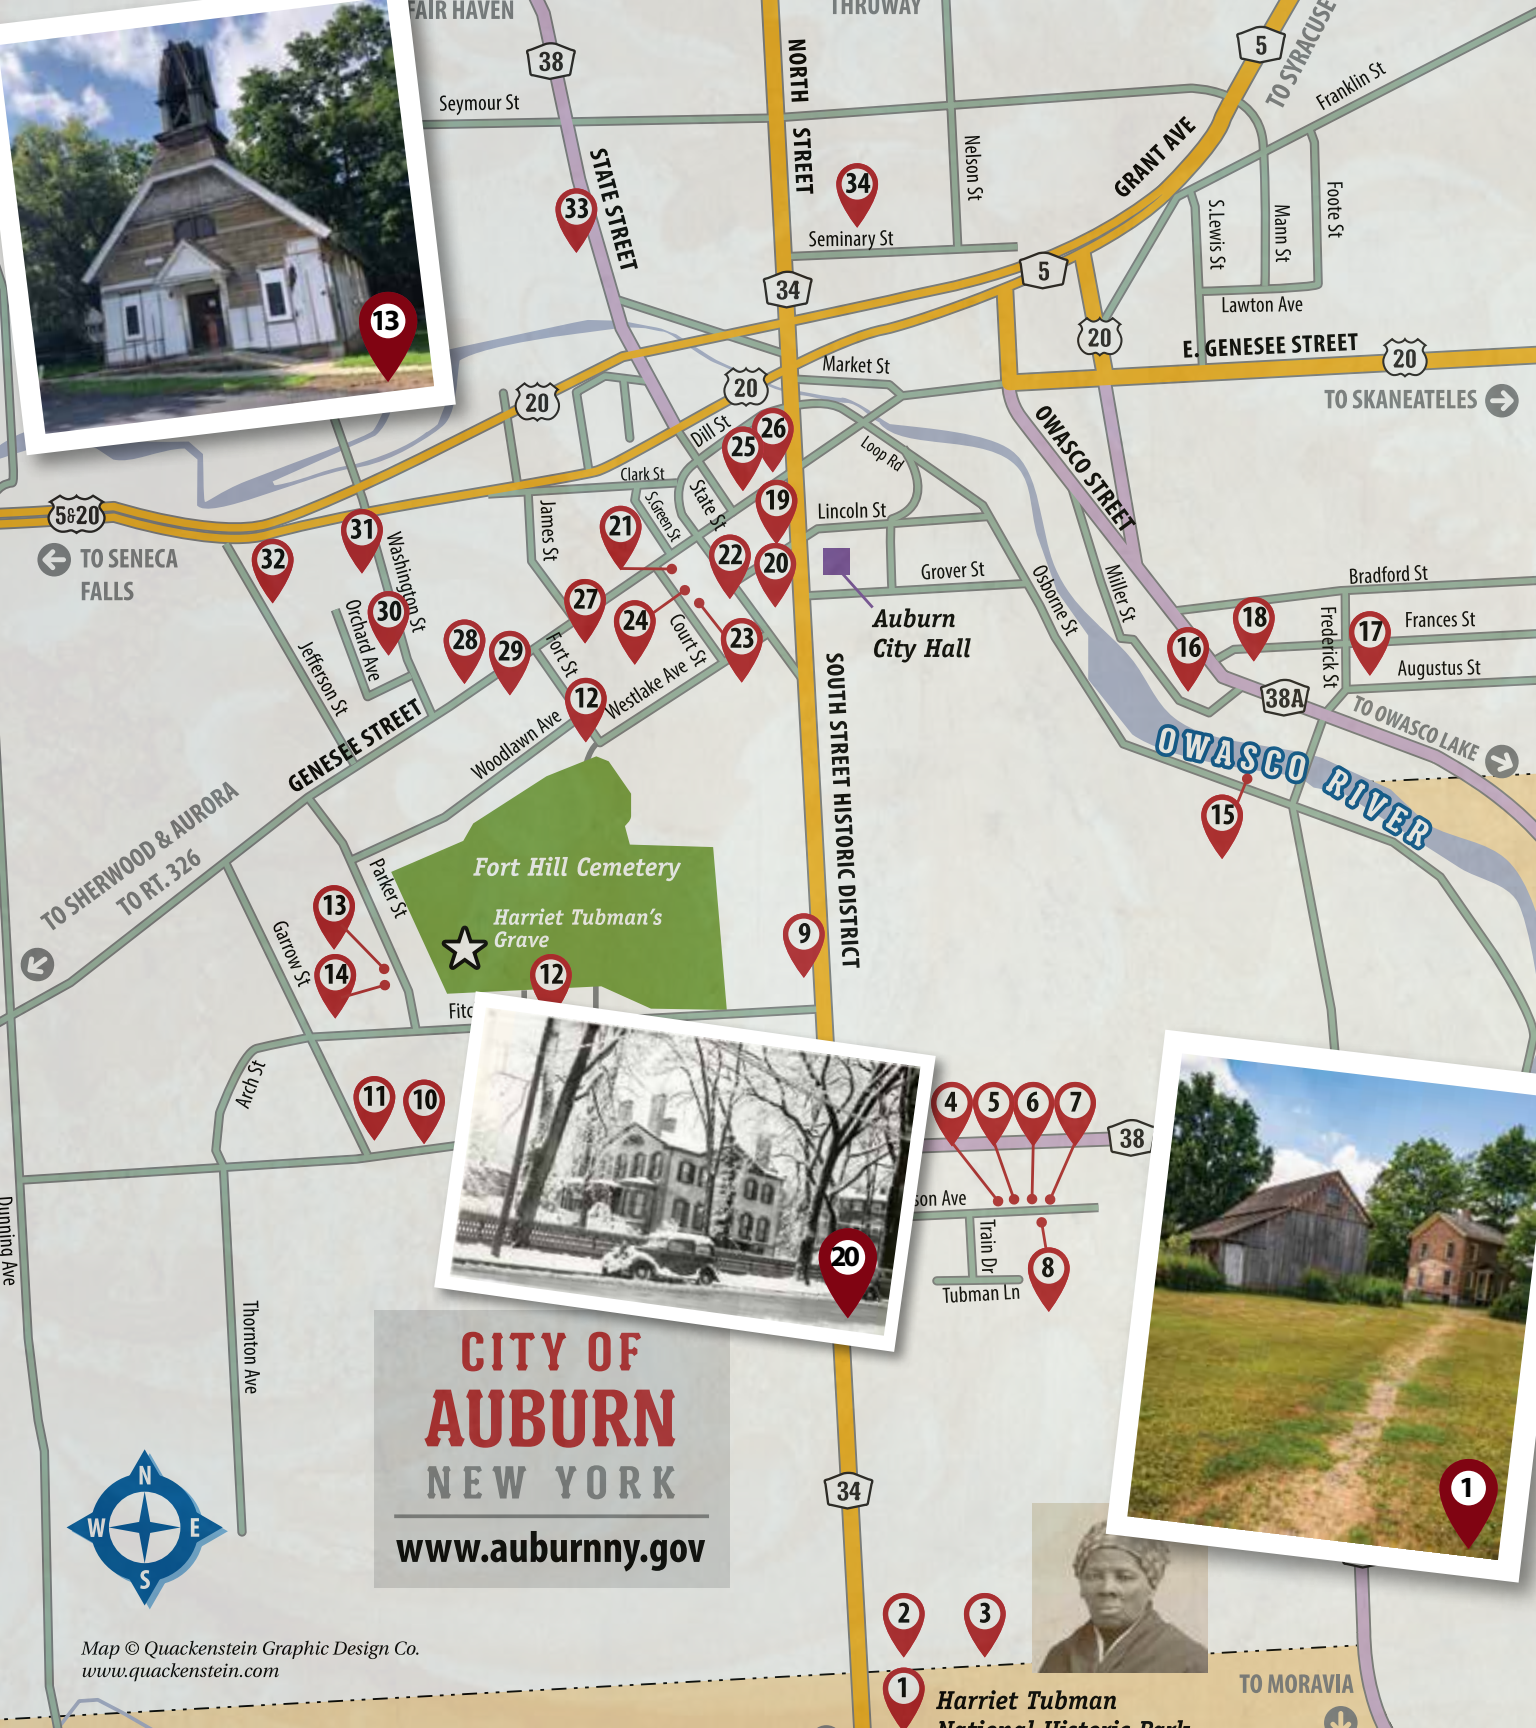 FAIR HAVEN
THRUWAY
38
5
TO SYRACUSE
Franklin St
Seymour St
NORTH
STREET
Nelson St
GRANT AVE
STATE STREET
33
34
Seminary St
S.Lewis St
Mann St
Foote St
5
34
Lawton Ave
20
E. GENESEE STREET
20
TO SKANEATELES
13
Market St
20
20
Dill St
26
25
Loop Rd
OWASCO STREET
Clark St
S.Green St
State St
19
Lincoln St
5&20
TO SENECA
FALLS
31
32
Washington St
James St
21
22
20
Grover St
Auburn
City Hall
Osborne St
Miller St
Bradford St
Frances St
Frederick St
Augustus St
18
17
16
38A
TO OWASCO LAKE
30
Orchard Ave
Jefferson St
28
29
27
24
23
Fort St
Court St
12
Westlake Ave
Woodlawn Ave
GENESEE STREET
SOUTH STREET HISTORIC DISTRICT
OWASCO RIVER
15
TO SHERWOOD & AURORA
TO RT. 326
Parker St
Fort Hill Cemetery
Harriet Tubman's
Grave
13
14
Garrow St
12
9
Fitc
Arch St
11
10
4
5
6
7
38
son Ave
Train Dr
8
Tubman Ln
20
Dunning Ave
Thornton Ave
CITY OF
AUBURN
NEW YORK
www.auburnny.gov
N
W
E
S
34
1
2
3
1
Harriet Tubman
National Historic Park
TO MORAVIA
Map © Quackenstein Graphic Design Co.
www.quackenstein.com